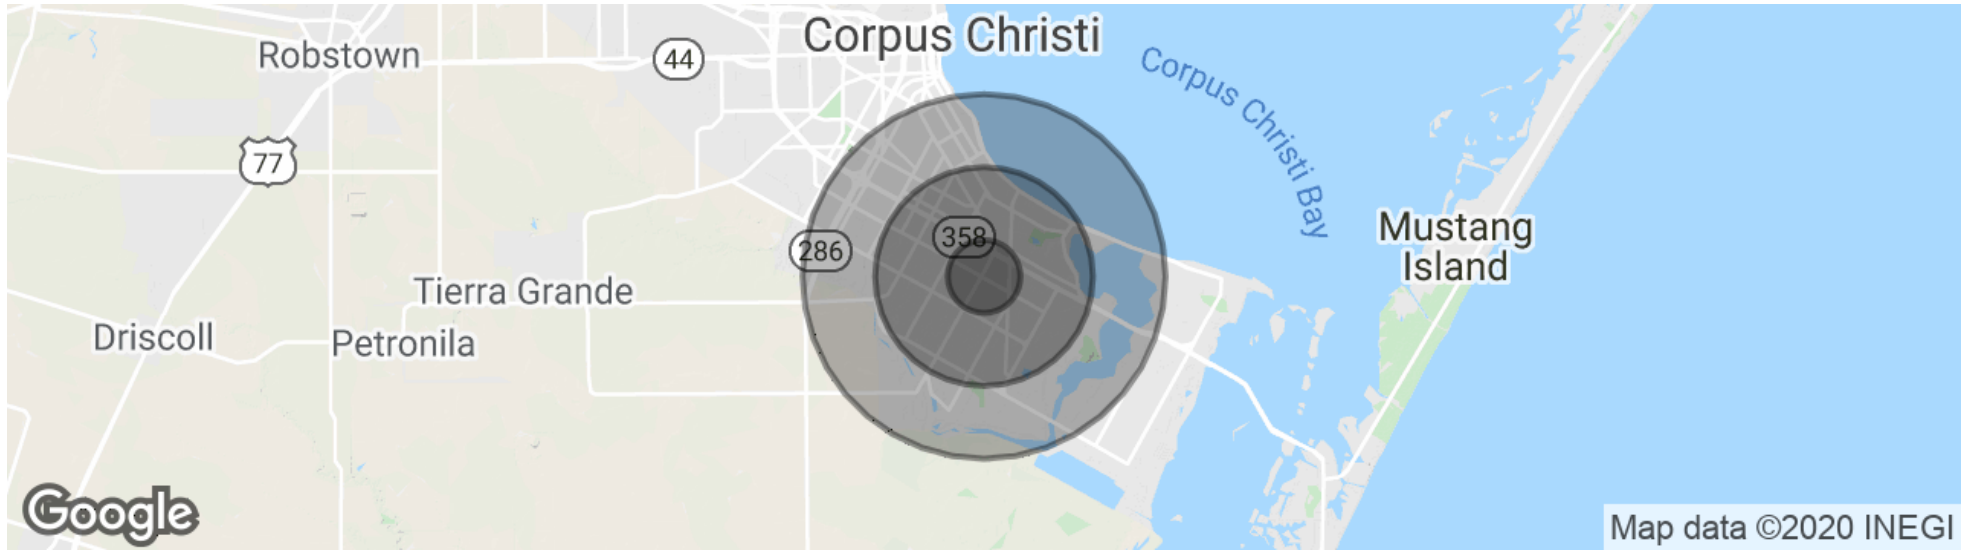 Corpus Christi
Robstown
44
Corpus Christi Bay
77
Mustang
Island
358
286
Tierra Grande
Driscoll
Petronila
Google
Map data ©2020 INEGI